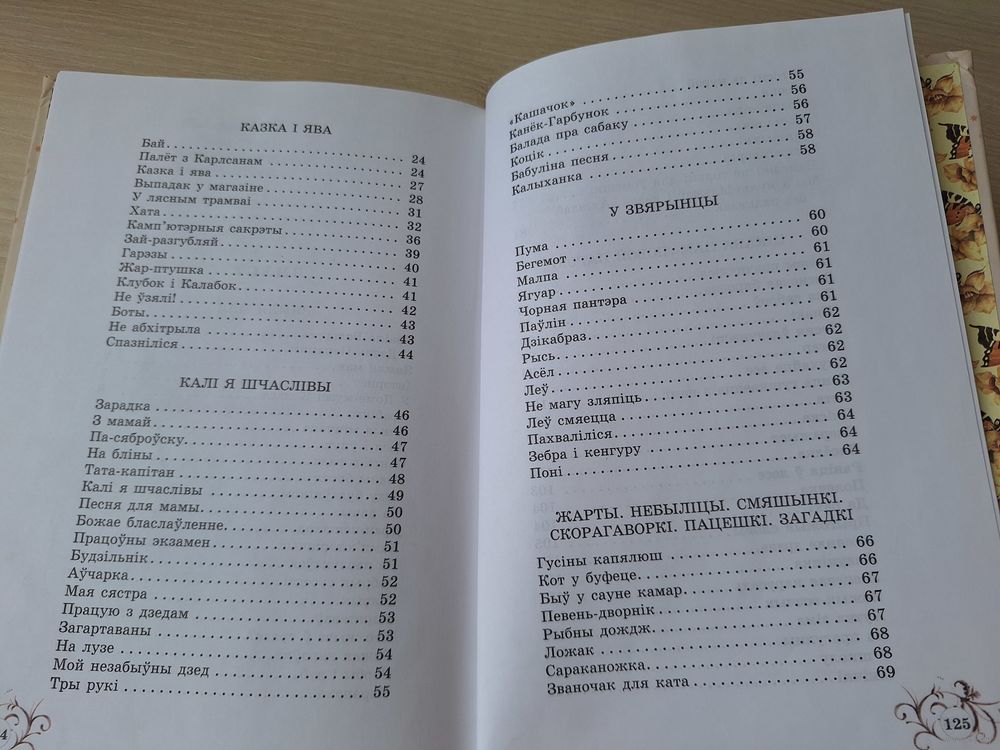 КАЗКА І ЯВА
Бай. 24
Палёт з Карлсанам 24
Казка і ява 27
Выпадак у магазіне 28
У лясным трамваі 31
Хата 32
Камп'ютэрныя сакрэты 36
Зай-разгубляй 39
Гарэзы 40
Жар-птушка 41
Клубок і Калабок 41
Не ўзялі! 42
Боты 43
Не абхітрыла 43
Спазніліся 44
КАЛІ Я ШЧАСЛІВЫ
Зарадка 46
З мамай 46
Па-сяброўску 47
На бліны 47
Тата-капітан 48
Калі я шчаслівы 49
Песня для мамы 50
Божае бласлаўленне 50
Працоўны экзамен 51
Будзільнік 51
Аўчарка 52
Мая сястра 52
Працую з дзедам 53
Загартаваны 53
На лузе 54
Мой незабыўны дзед 54
Тры рукі 55
4
«Кашачок» 55
Канёк-Гарбунок 56
Балада пра сабаку 56
Коцік 57
Бабуліна песня 58
Калыханка 58
У ЗВЯРЫНЦЫ
Пума 60
Бегемот 60
Малпа 61
Ягуар 61
Чорная пантэра 61
Паўлін 61
Дзікабраз 62
Рысь 62
Асёл 62
Леў 62
Не магу зляпіць 63
Леў смяецца 63
Пахваліліся 64
Зебра і кенгуру 64
Поні 64
ЖАРТЫ. НЕБЫЛІЦЫ. СМЯШЫНКІ.
СКОРАГАВОРКІ. ПАЦЕШКІ. ЗАГАДКІ
Гусіны капялюш 66
Кот у буфеце 66
Быў у сауне камар 67
Певень-дворнік 67
Рыбны дождж 67
Ложак 68
Сараканожка 68
Званочак для ката 69
125